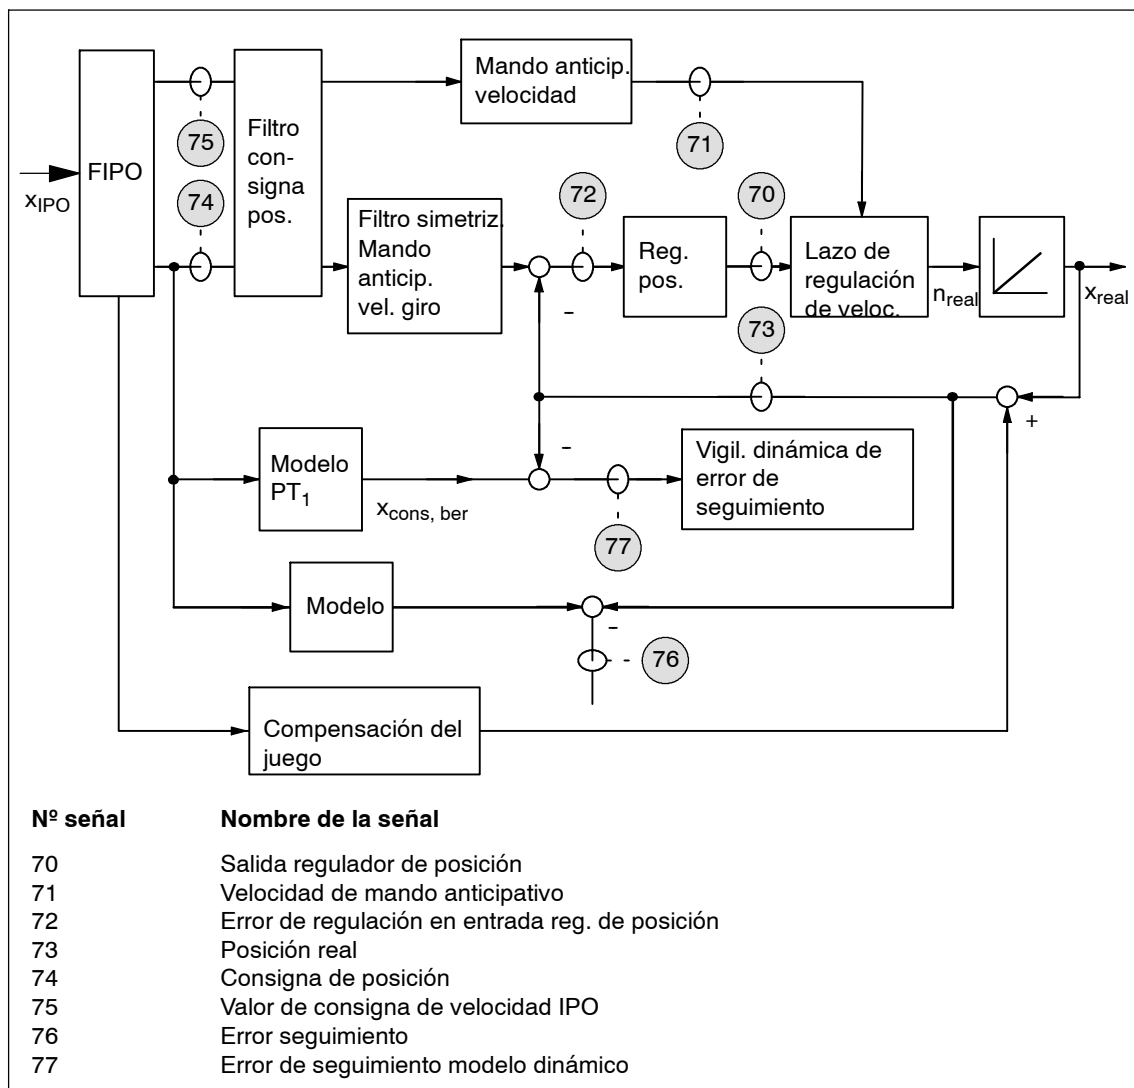 Mando anticip.
velocidad
75
71
Filtro
con-
signa
pos.
FIPO
xIPO
74
72
70
Filtro simetriz.
Mando
anticip.
vel. giro
Reg.
pos.
Lazo de
regulación
de veloc.
nreal
xreal
–
73
+
–
Modelo
PT1
xcons, ber
Vigil. dinámica de
error de
seguimiento
77
Modelo
–
76
Compensación del
juego
Nº señal Nombre de la señal
70 Salida regulador de posición
71 Velocidad de mando anticipativo
72 Error de regulación en entrada reg. de posición
73 Posición real
74 Consigna de posición
75 Valor de consigna de velocidad IPO
76 Error seguimiento
77 Error de seguimiento modelo dinámico